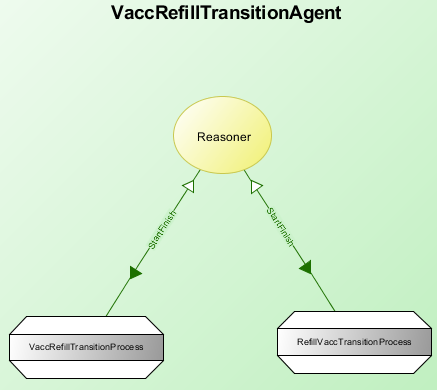 VaccRefillTransitionAgent
Reasoner
StartFinish
StartFinish
VaccRefillTransitionProcess
RefillVaccTransitionProcess